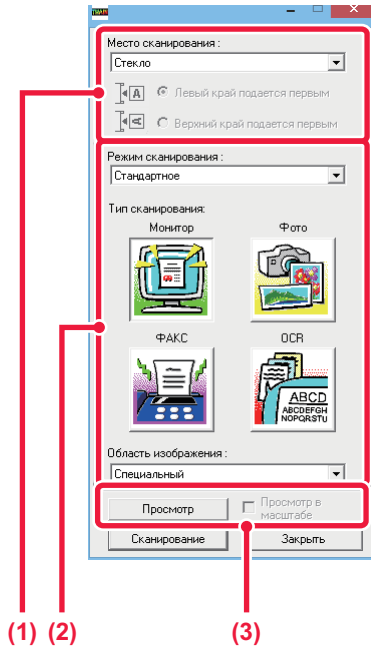 TWAIN
Место сканирования :
Стекло
A Левый край подается первым
A Верхний край подается первым
Режим сканирования :
Стандартное
Тип сканирования:
Монитор Фото
ФАКС OCR
ABCD
ABCDEFGH
NOPQRSTU
Область изображения :
Специальный
Просмотр Просмотр в
масштабе
Сканирование Закрыть
(1) (2) (3)